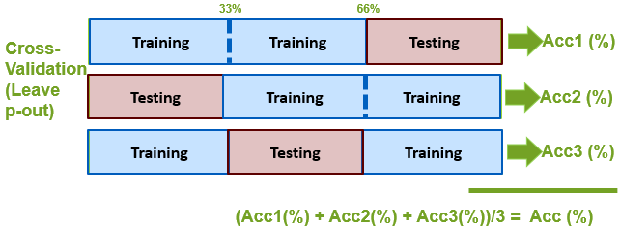 33% 66%
Cross-
Validation
(Leave
p-out)
Training Training Testing Acc1 (%)
Testing Training Training Acc2 (%)
Training Testing Training Acc3 (%)
(Acc1(%) + Acc2(%) + Acc3(%))/3 = Acc (%)